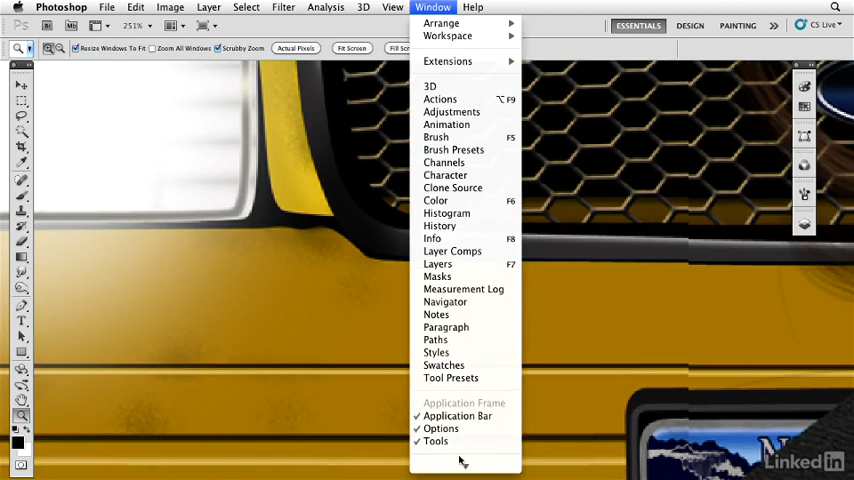 Photoshop File Edit Image Layer Select Filter Analysis 3D View Window Help
251% ESSENTIALS DESIGN PAINTING CS Live
Resize Windows To Fit Zoom All Windows Scrubby Zoom Actual Pixels Fit Screen Fill Scr
Arrange
Workspace
Extensions
3D
Actions ⌥F9
Adjustments
Animation
Brush F5
Brush Presets
Channels
Character
Clone Source
Color F6
Histogram
History
Info F8
Layer Comps
Layers F7
Masks
Measurement Log
Navigator
Notes
Paragraph
Paths
Styles
Swatches
Tool Presets
Application Frame
✓ Application Bar
✓ Options
✓ Tools
LinkedIn